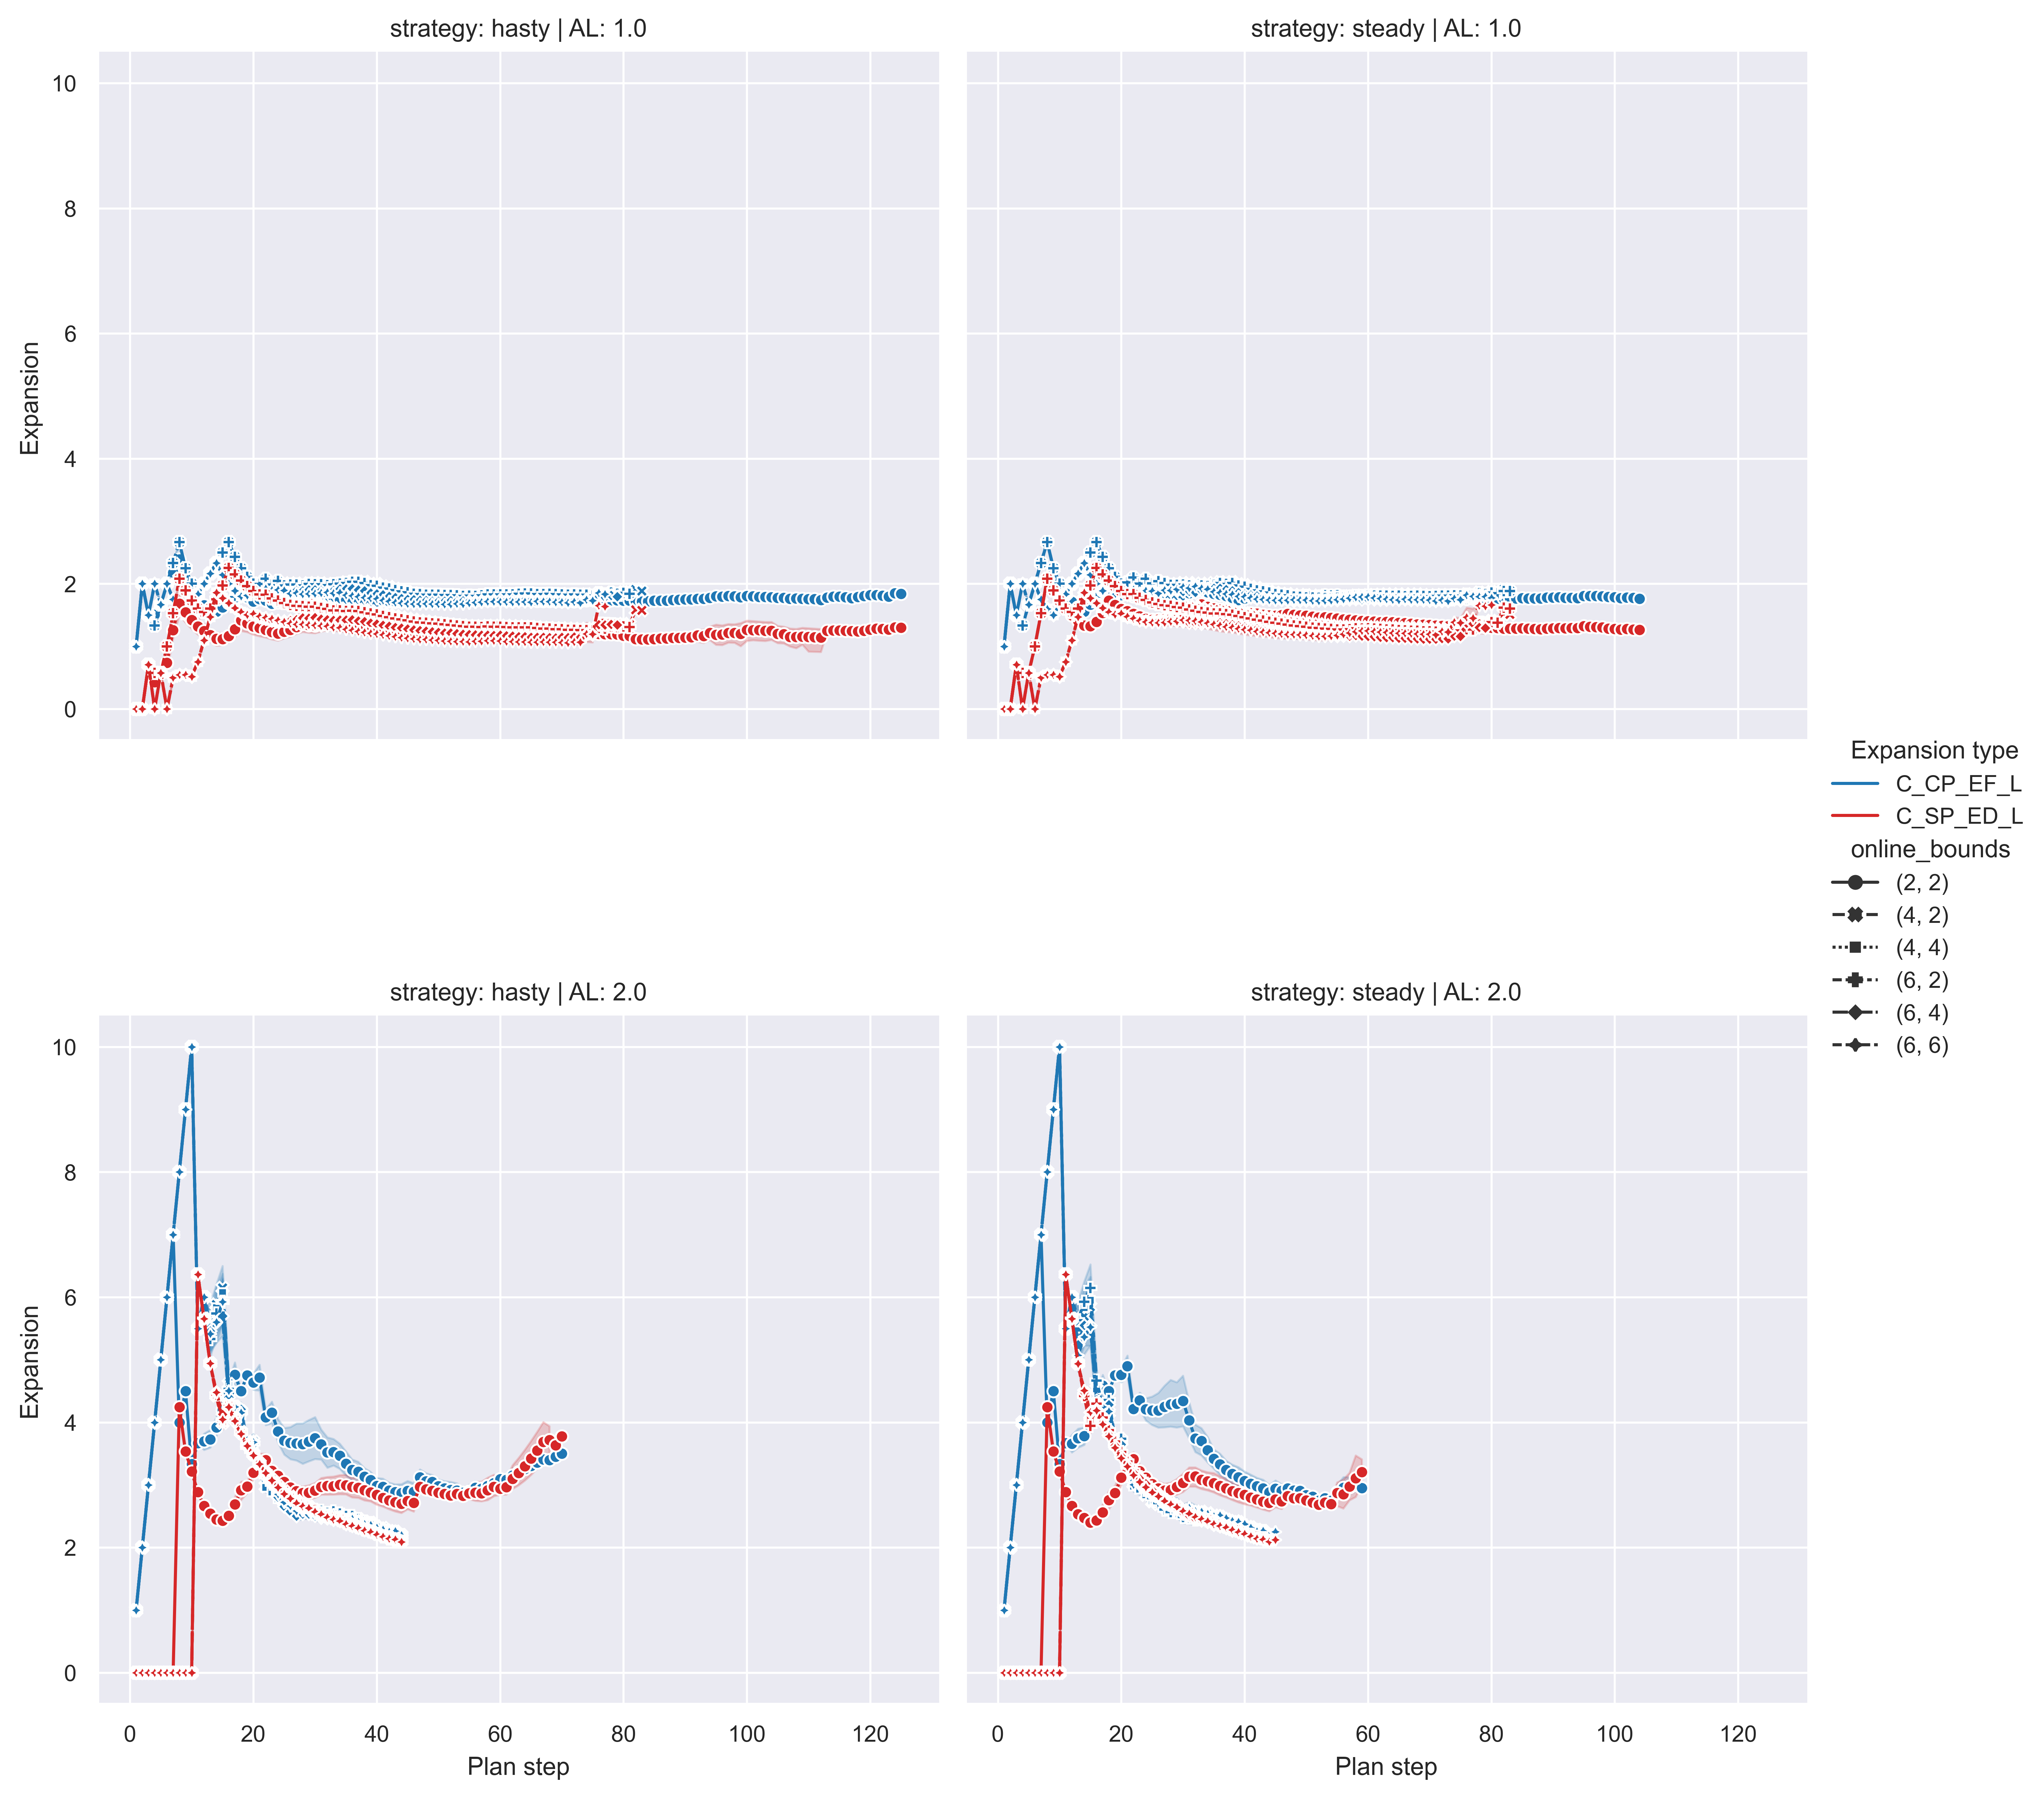 strategy: hasty | AL: 1.0
strategy: steady | AL: 1.0
10
8
6
4
2
0
Expansion
Expansion type
C_CP_EF_L
C_SP_ED_L
online_bounds
(2, 2)
(4, 2)
(4, 4)
(6, 2)
(6, 4)
(6, 6)
strategy: hasty | AL: 2.0
strategy: steady | AL: 2.0
10
8
6
4
2
0
Expansion
0 20 40 60 80 100 120
0 20 40 60 80 100 120
Plan step
Plan step